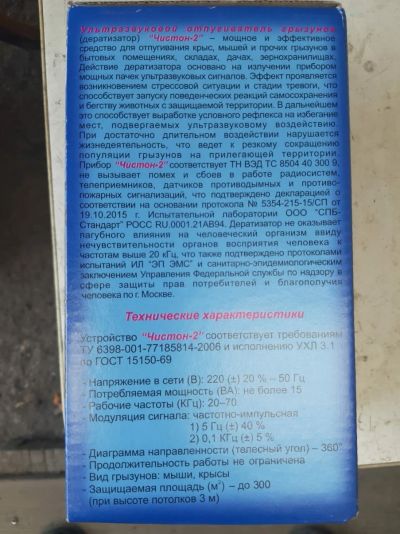 Ультразвуковой отпугиватель грызунов
(дератизатор) "Чистон-2" – мощное и эффективное
средство для отпугивания крыс, мышей и прочих грызунов в
бытовых помещениях, складах, дачах, зернохранилищах.
Действие дератизатора основано на излучении прибором
мощных пачек ультразвуковых сигналов. Эффект проявляется
возникновением стрессовой ситуации и стадии тревоги, что
способствует запуску поведенческих реакций самосохранения
и бегству животных с защищаемой территории. В дальнейшем
это способствует выработке условного рефлекса на избегание
мест, подвергаемых ультразвуковому воздействию.
При достаточно длительном воздействии нарушается
жизнедеятельность, что ведет к резкому сокращению
популяции грызунов на прилегающей территории.
Прибор "Чистон-2" соответствует ТН ВЭД ТС 8504 40 300 9,
не вызывает помех и сбоев в работе радиосистем,
телеприемников, датчиков противодымных и противо-
пожарных сигнализаций, что подтверждено декларацией о
соответствии на основании протокола № 5354-215-15/СП от
19.10.2015 г. Испытательной лаборатории ООО "СПБ-
Стандарт" РОСС RU.0001.21АВ94. Дератизатор не оказывает
пагубного влияния на человеческий организм ввиду
нечувствительности органов восприятия человека к
частотам выше 20 кГц, что также подтверждено протоколами
испытаний ИЛ "ЭП ЭМС" и санитарно-эпидемиологическим
заключением Управления Федеральной службы по надзору в
сфере защиты прав потребителей и благополучия
человека по г. Москве.
Технические характеристики
Устройство "Чистон-2" соответствует требованиям
ТУ 6398-001-77185814-2006 и исполнению УХЛ 3.1
по ГОСТ 15150-69
- Напряжение в сети (В): 220 (±) 20 % – 50 Гц
- Потребляемая мощность (ВА): не более 15
- Рабочие частоты (КГц): 20–70
- Модуляция сигнала: частотно-импульсная
1) 5 Гц (±) 40 %
2) 0,1 КГц (±) 5 %
- Диаграмма направленности (телесный угол) – 360°
- Продолжительность работы не ограничена
- Вид грызунов: мыши, крысы
- Защищаемая площадь (м²) – до 300
(при высоте потолков 3 м)